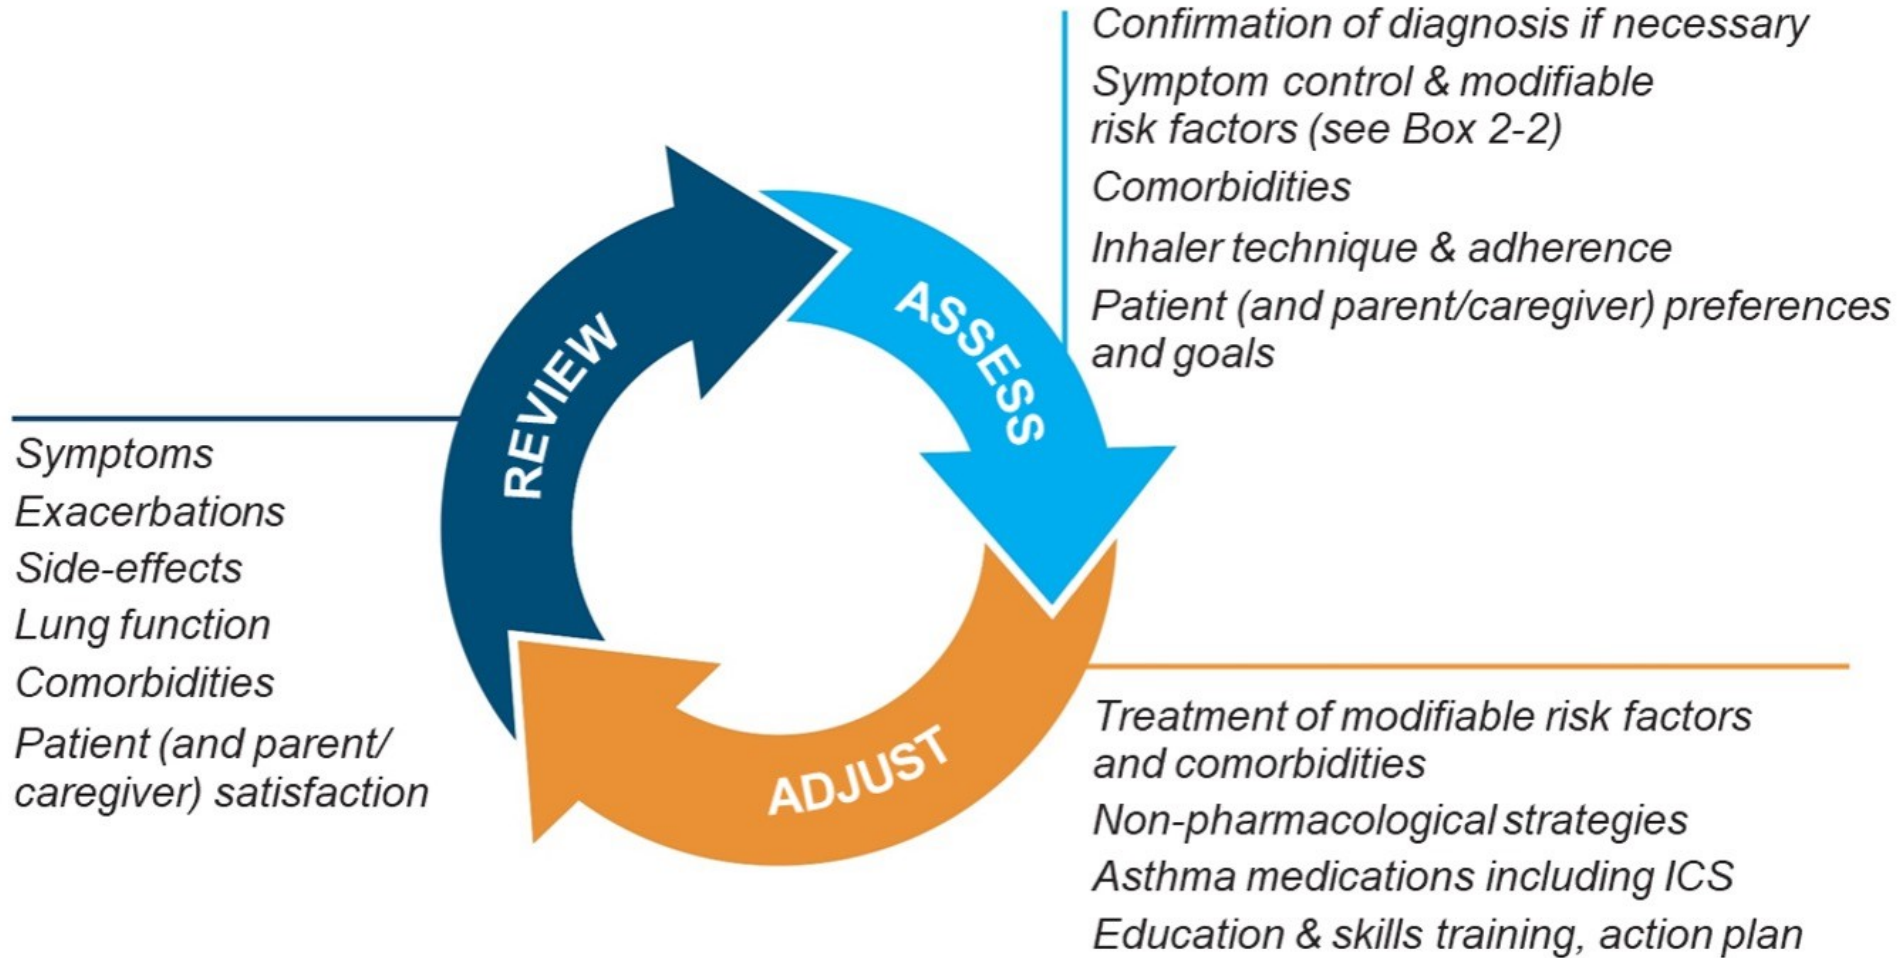 Confirmation of diagnosis if necessary
Symptom control & modifiable
risk factors (see Box 2-2)
Comorbidities
Inhaler technique & adherence
Patient (and parent/caregiver) preferences
and goals
ASSESS
REVIEW
Symptoms
Exacerbations
Side-effects
Lung function
Comorbidities
Patient (and parent/
caregiver) satisfaction
ADJUST
Treatment of modifiable risk factors
and comorbidities
Non-pharmacological strategies
Asthma medications including ICS
Education & skills training, action plan